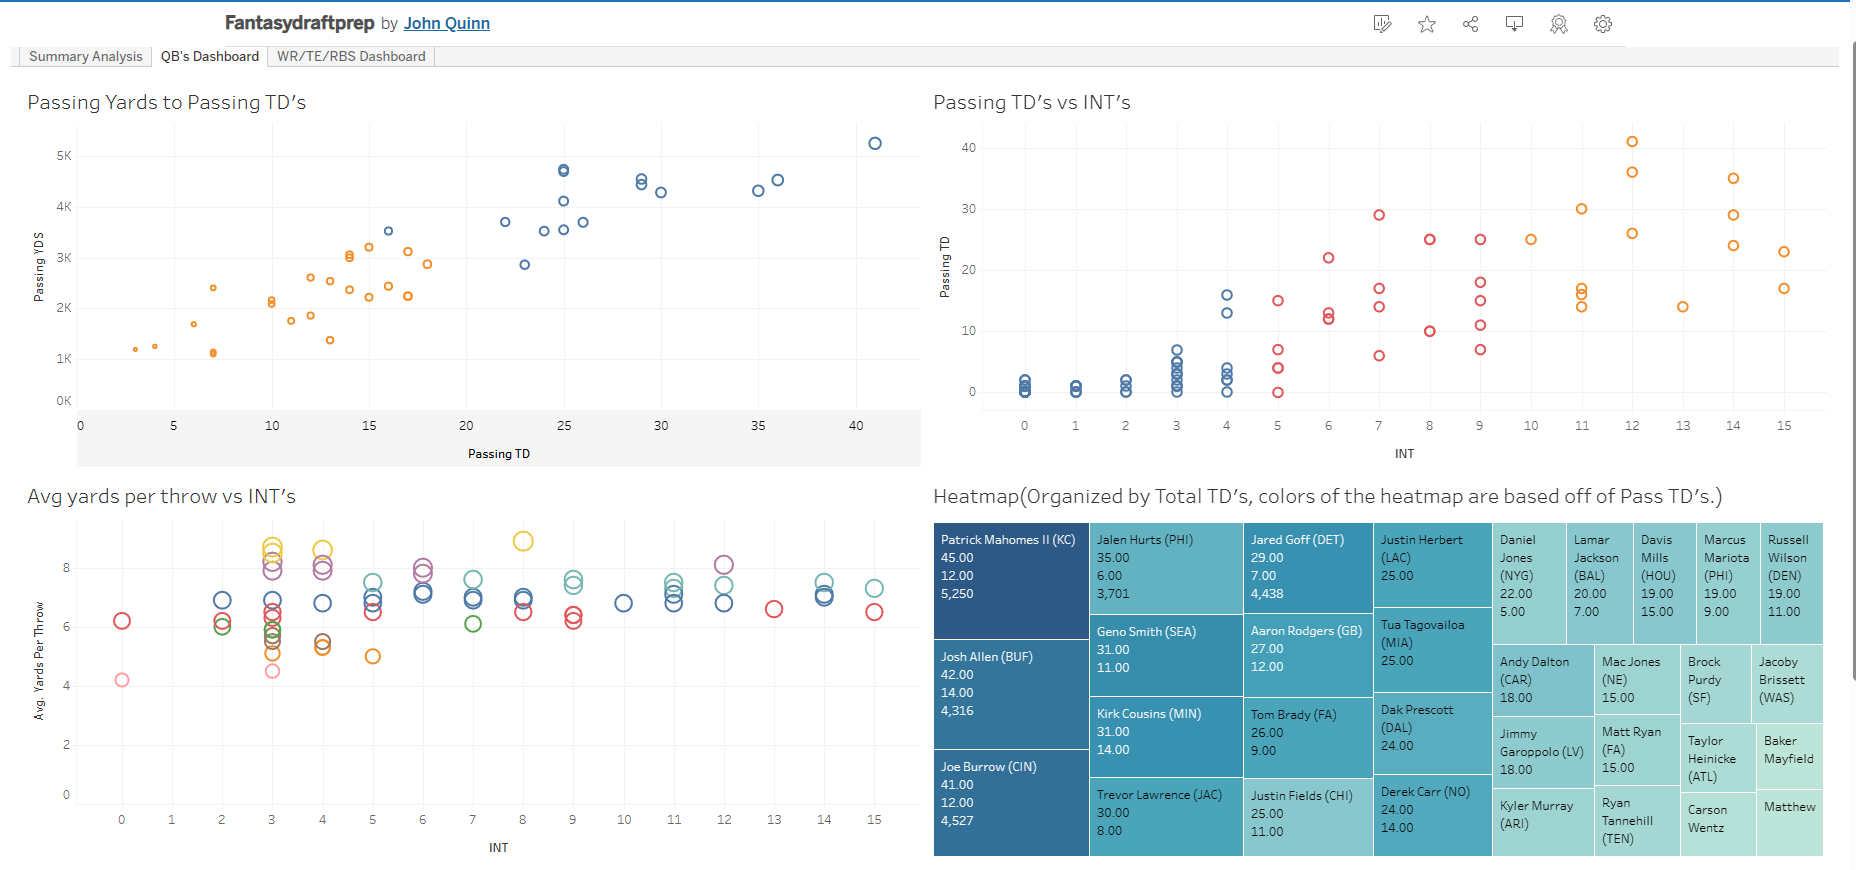 Fantasydraftprep by John Quinn
Summary Analysis
QB's Dashboard
WR/TE/RBS Dashboard
Passing Yards to Passing TD's
5K
4K
3K
2K
1K
0K
Passing YDS
0 5 10 15 20 25 30 35 40
Passing TD
Passing TD's vs INT's
40
30
20
10
0
Passing TD
0 1 2 3 4 5 6 7 8 9 10 11 12 13 14 15
INT
Avg yards per throw vs INT's
8
6
4
2
0
Avg. Yards Per Throw
0 1 2 3 4 5 6 7 8 9 10 11 12 13 14 15
INT
Heatmap(Organized by Total TD's, colors of the heatmap are based off of Pass TD's.)
Patrick Mahomes II (KC)
45.00
12.00
5,250
Josh Allen (BUF)
42.00
14.00
4,316
Joe Burrow (CIN)
41.00
12.00
4,527
Jalen Hurts (PHI)
35.00
6.00
3,701
Geno Smith (SEA)
31.00
11.00
Kirk Cousins (MIN)
31.00
14.00
Trevor Lawrence (JAC)
30.00
8.00
Jared Goff (DET)
29.00
7.00
4,438
Aaron Rodgers (GB)
27.00
12.00
Tom Brady (FA)
26.00
9.00
Justin Fields (CHI)
25.00
11.00
Justin Herbert
(LAC)
25.00
Tua Tagovailoa
(MIA)
25.00
Dak Prescott
(DAL)
24.00
Derek Carr (NO)
24.00
14.00
Daniel
Jones
(NYG)
22.00
5.00
Lamar
Jackson
(BAL)
20.00
7.00
Davis
Mills
(HOU)
19.00
15.00
Marcus
Mariota
(PHI)
19.00
9.00
Russell
Wilson
(DEN)
19.00
11.00
Andy Dalton
(CAR)
18.00
Jimmy
Garoppolo (LV)
18.00
Kyler Murray
(ARI)
Mac Jones
(NE)
15.00
Matt Ryan
(FA)
15.00
Ryan
Tannehill
(TEN)
Brock
Purdy
(SF)
Jacoby
Brissett
(WAS)
Taylor
Heinicke
(ATL)
Carson
Wentz
Baker
Mayfield
Matthew